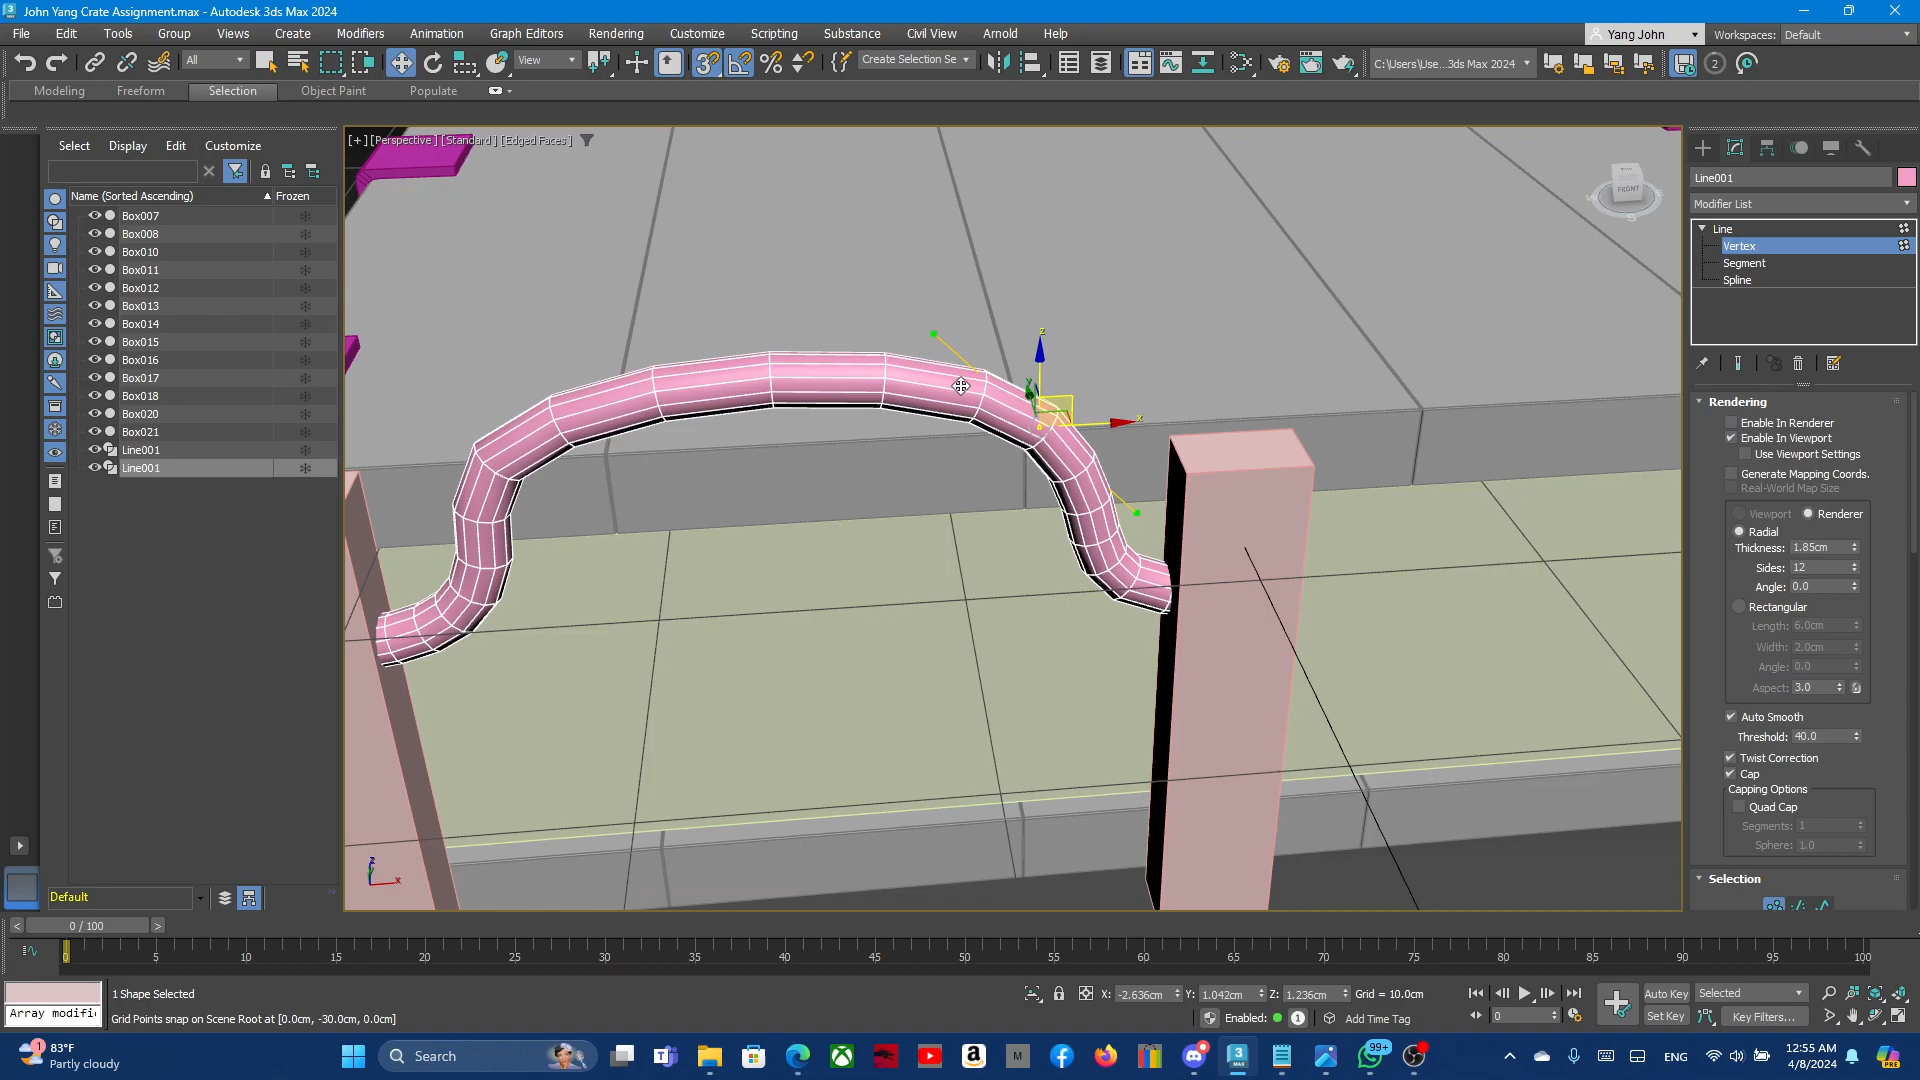 John Yang Crate Assignment.max - Autodesk 3ds Max 2024
File Edit Tools Group Views Create Modifiers Animation Graph Editors Rendering Customize Scripting Substance Civil View Arnold Help
Yang John Workspaces: Default
All View Create Selection Se C:\Users\Use...3ds Max 2024 2
Modeling Freeform Selection Object Paint Populate
Select Display Edit Customize
Name (Sorted Ascending) Frozen
Box007
Box008
Box010
Box011
Box012
Box013
Box014
Box015
Box016
Box017
Box018
Box020
Box021
Line001
Line001
Default
[+] [Perspective] [Standard] [Edged Faces]
z
y
x
FRONT
S
z
x
Line001
Modifier List
Line
Vertex
Segment
Spline
Rendering
Enable In Renderer
Enable In Viewport
Use Viewport Settings
Generate Mapping Coords.
Real-World Map Size
Viewport Renderer
Radial
Thickness: 1.85cm
Sides: 12
Angle: 0.0
Rectangular
Length: 6.0cm
Width: 2.0cm
Angle: 0.0
Aspect: 3.0
Auto Smooth
Threshold: 40.0
Twist Correction
Cap
Capping Options
Quad Cap
Segments: 1
Sphere: 1.0
Selection
0 / 100
0 5 10 15 20 25 30 35 40 45 50 55 60 65 70 75 80 85 90 95 100
1 Shape Selected
Array modifi
Grid Points snap on Scene Root at [0.0cm, -30.0cm, 0.0cm]
X: -2.636cm Y: 1.042cm Z: 1.236cm Grid = 10.0cm
Enabled: 1 Add Time Tag
0
Auto Key Selected
Set Key Key Filters...
1
83°F
Partly cloudy
Search
99+
ENG
12:55 AM
4/8/2024
PRE